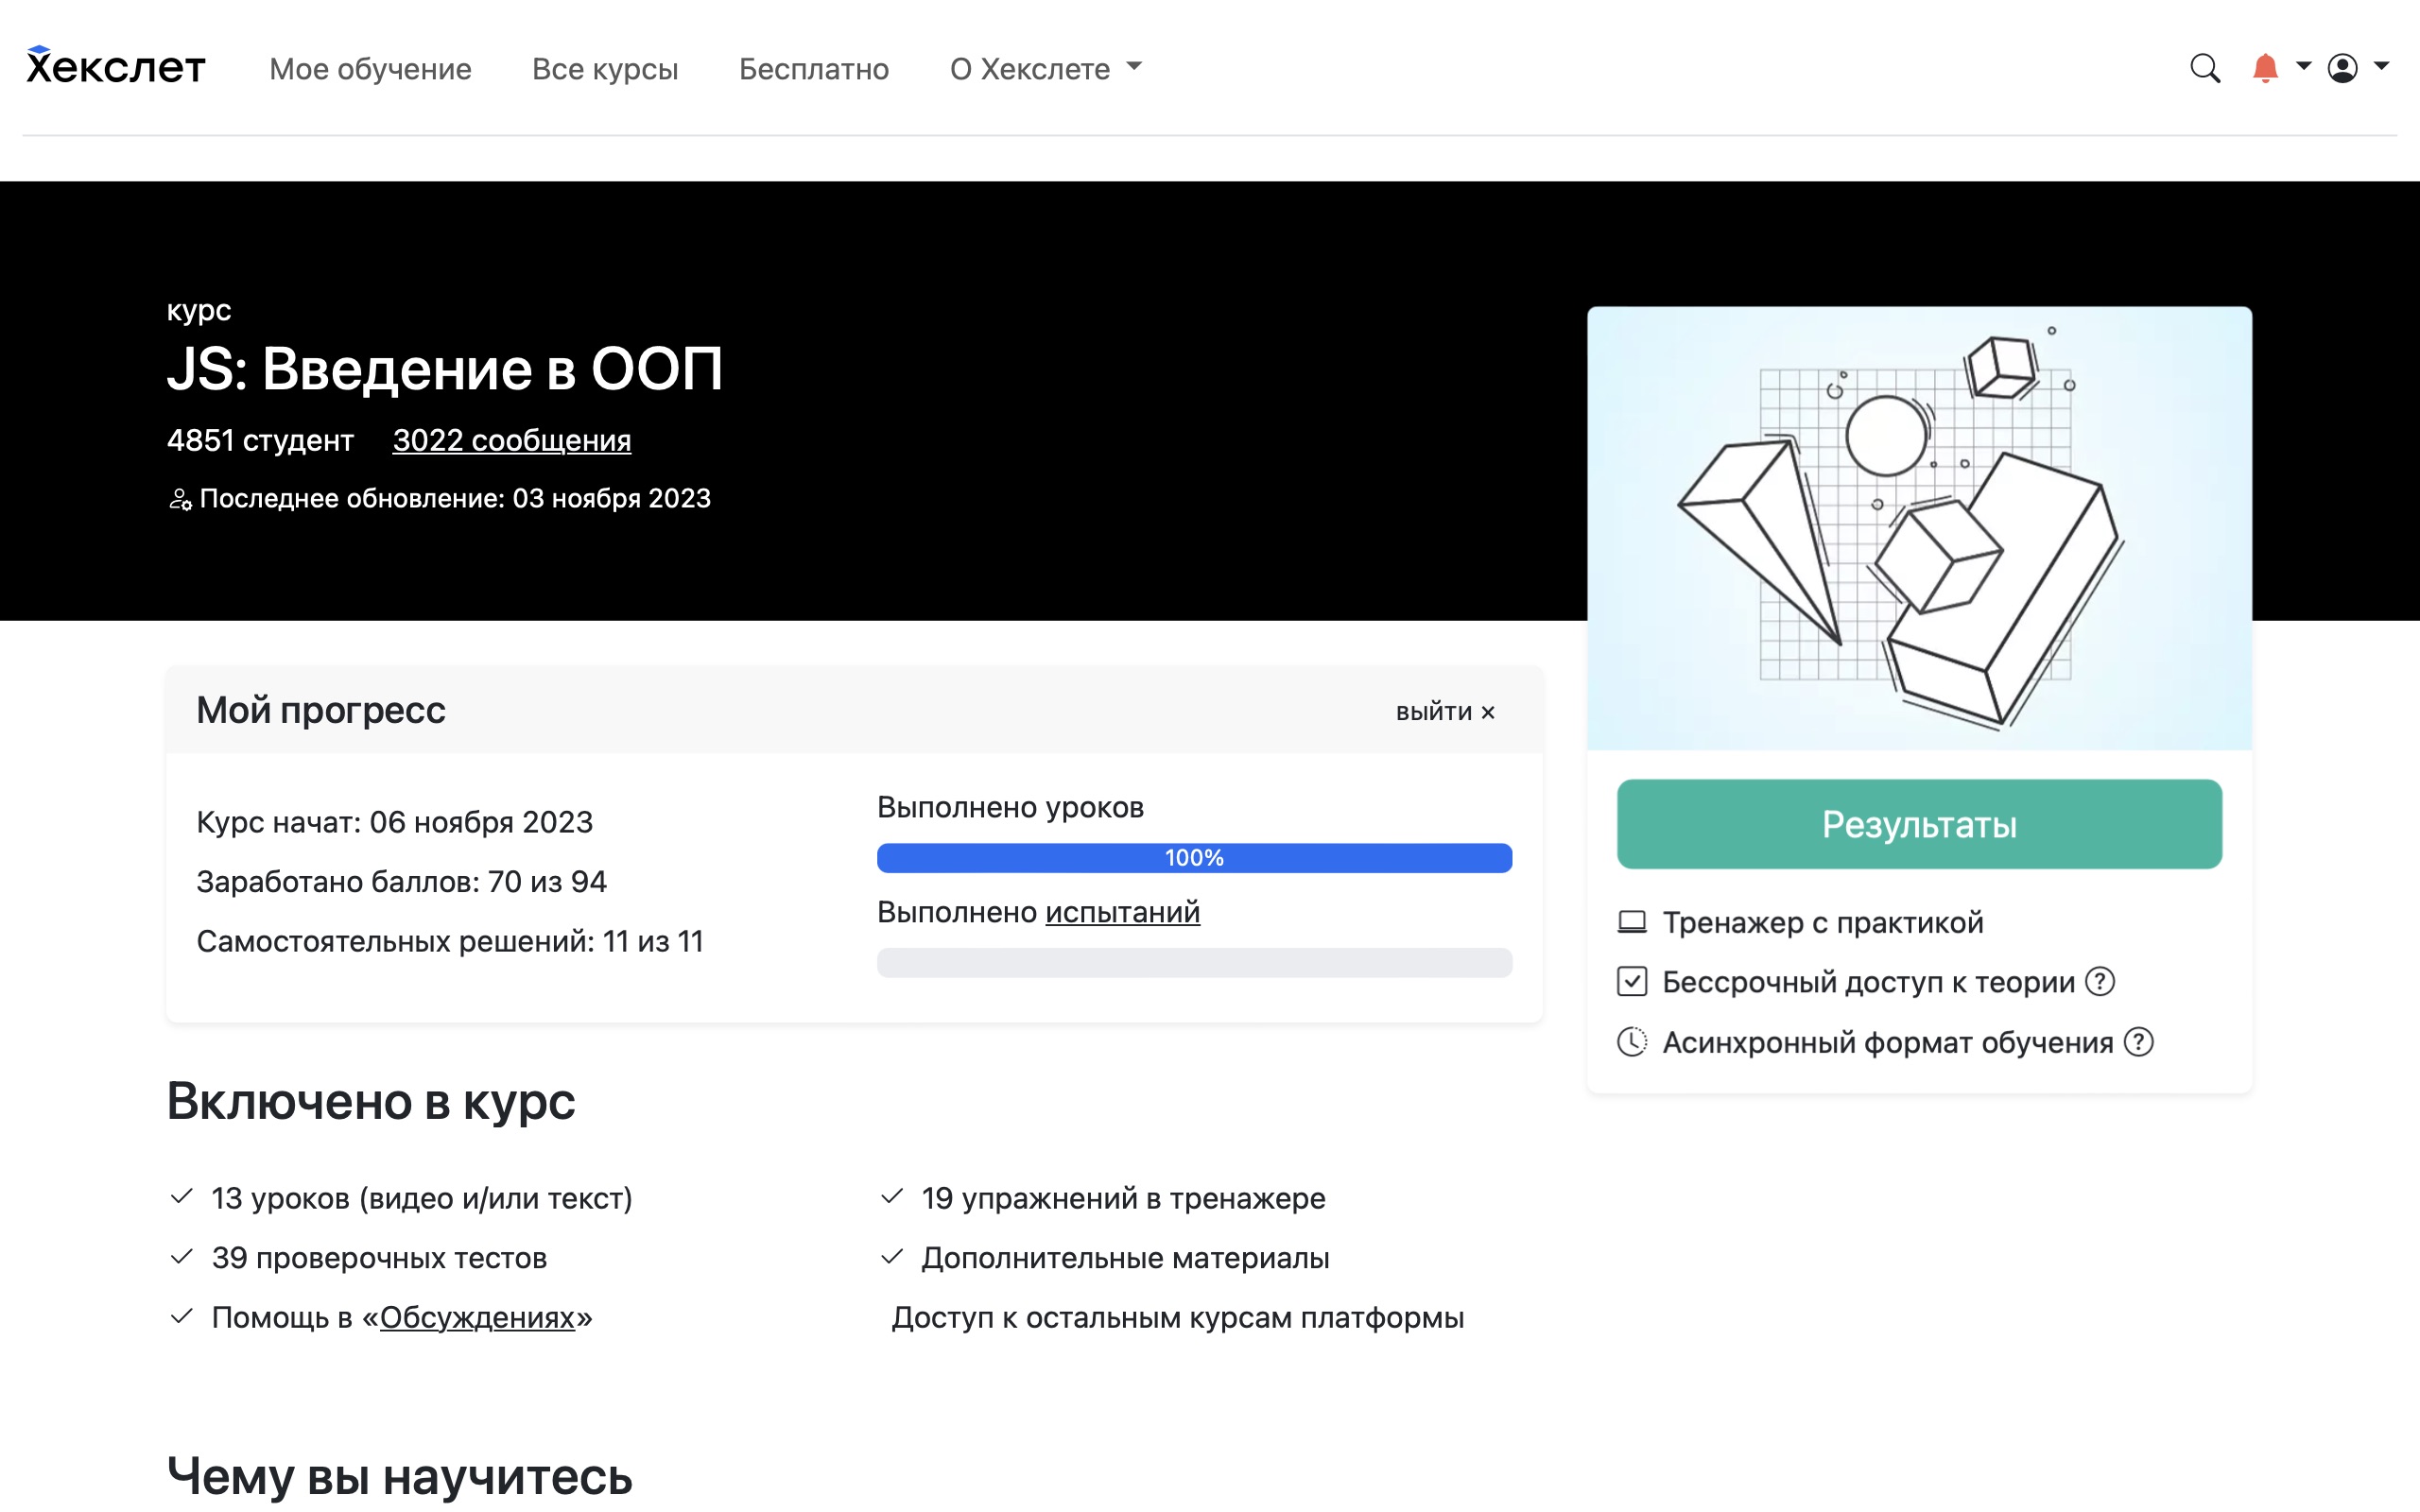 Хекслет
Мое обучение
Все курсы
Бесплатно
О Хекслете
курс
JS: Введение в ООП
4851 студент 3022 сообщения
Последнее обновление: 03 ноября 2023
Мой прогресс
выйти ×
Курс начат: 06 ноября 2023
Заработано баллов: 70 из 94
Самостоятельных решений: 11 из 11
Выполнено уроков
100%
Выполнено испытаний
Результаты
Тренажер с практикой
Бессрочный доступ к теории ?
Асинхронный формат обучения ?
Включено в курс
13 уроков (видео и/или текст)
39 проверочных тестов
Помощь в «Обсуждениях»
19 упражнений в тренажере
Дополнительные материалы
Доступ к остальным курсам платформы
Чему вы научитесь